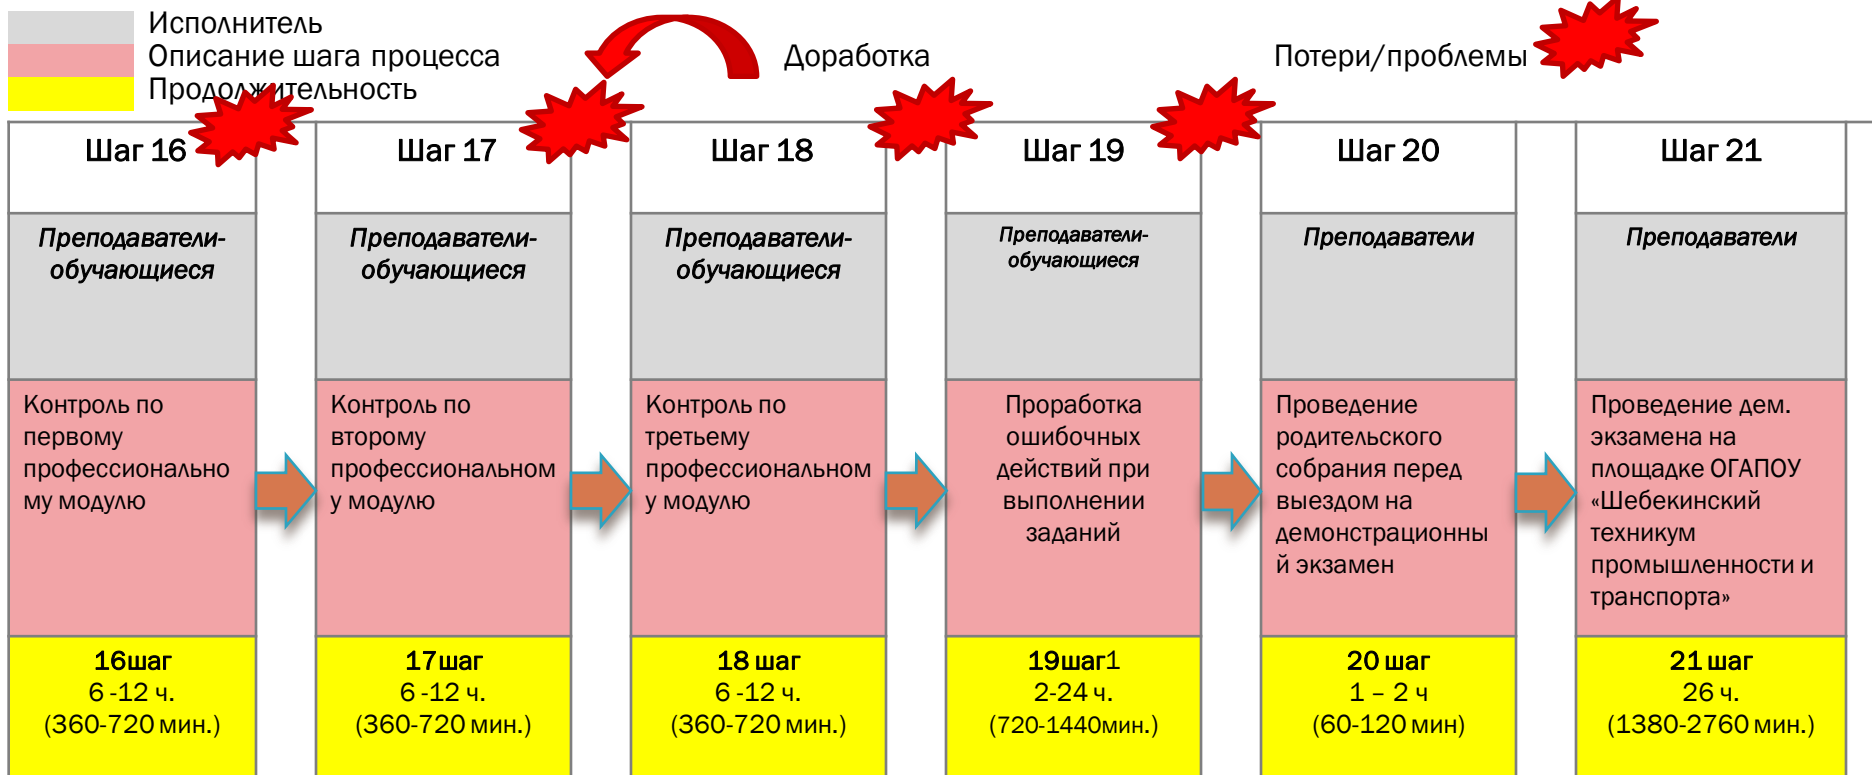 Исполнитель
Описание шага процесса
Продолжительность
Доработка
Потери/проблемы
Шаг 16
Шаг 17
Шаг 18
Шаг 19
Шаг 20
Шаг 21
Преподаватели-
обучающиеся
Преподаватели-
обучающиеся
Преподаватели-
обучающиеся
Преподаватели-
обучающиеся
Преподаватели
Преподаватели
Контроль по
первому
профессионально
му модулю
Контроль по
второму
профессиональном
у модулю
Контроль по
третьему
профессиональном
у модулю
Проработка
ошибочных
действий при
выполнении
заданий
Проведение
родительского
собрания перед
выездом на
демонстрационны
й экзамен
Проведение дем.
экзамена на
площадке ОГАПОУ
«Шебекинский
техникум
промышленности и
транспорта»
16шаг
6 -12 ч.
(360-720 мин.)
17шаг
6 -12 ч.
(360-720 мин.)
18 шаг
6 -12 ч.
(360-720 мин.)
19шаг1
2-24 ч.
(720-1440мин.)
20 шаг
1 – 2 ч
(60-120 мин)
21 шаг
26 ч.
(1380-2760 мин.)